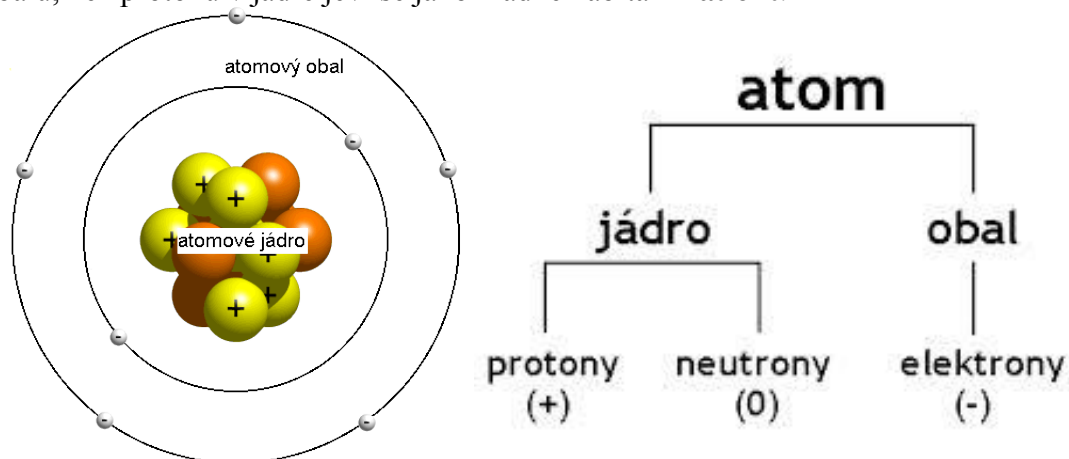 atomový obal
+
+
+
atomové jádro
+
+
+
-
-
-
-
-
-
-
atom
jádro
obal
protony
(+)
neutrony
(0)
elektrony
(-)